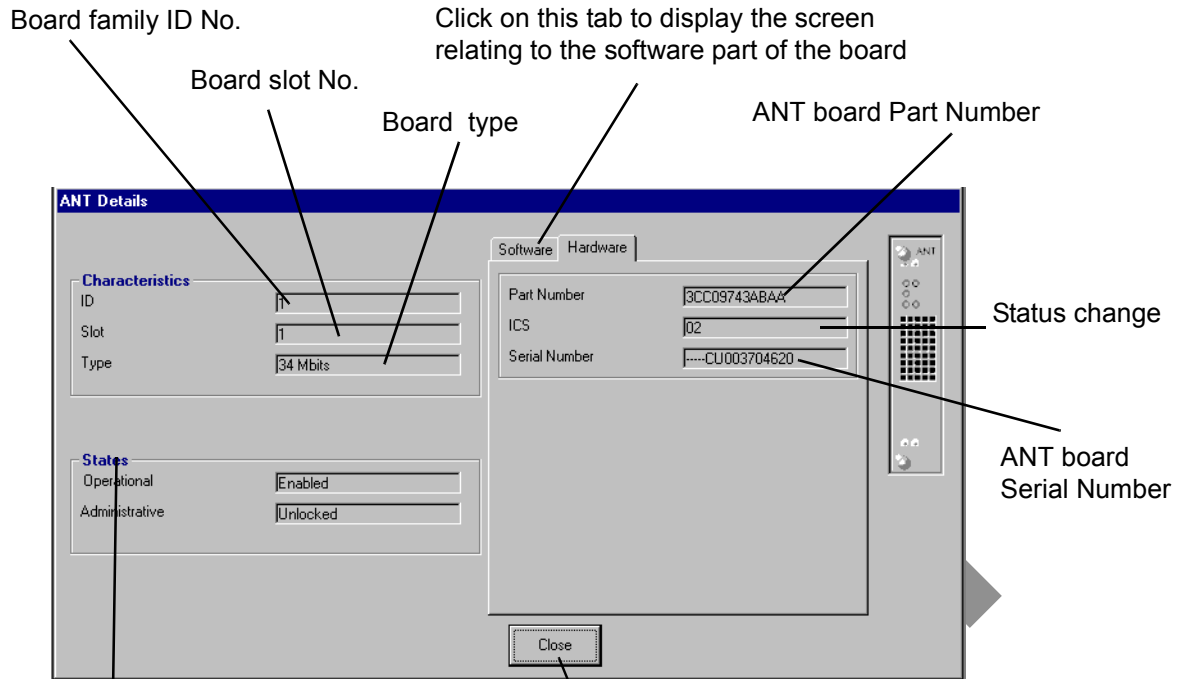 Board family ID No.
Click on this tab to display the screen
relating to the software part of the board
Board slot No.
Board type
ANT board Part Number
ANT Details
Software
Hardware
ANT
Characteristics
ID
1
Slot
1
Type
34 Mbits
Part Number
3CC09743ABAA
ICS
02
Serial Number
-----CU003704620
Status change
ANT board
Serial Number
States
Operational
Enabled
Administrative
Unlocked
Close